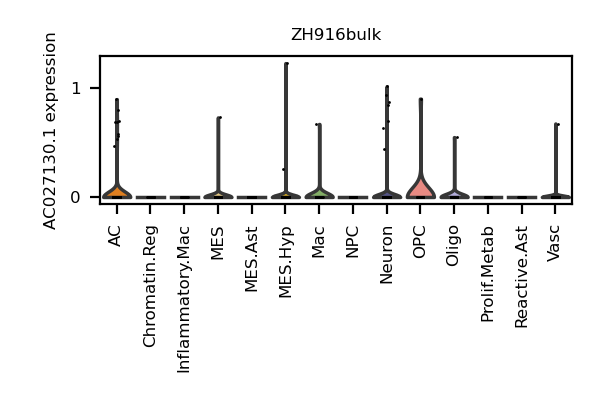 ZH916bulk
AC027130.1 expression
1
0
AC
Chromatin.Reg
Inflammatory.Mac
MES
MES.Ast
MES.Hyp
Mac
NPC
Neuron
OPC
Oligo
Prolif.Metab
Reactive.Ast
Vasc